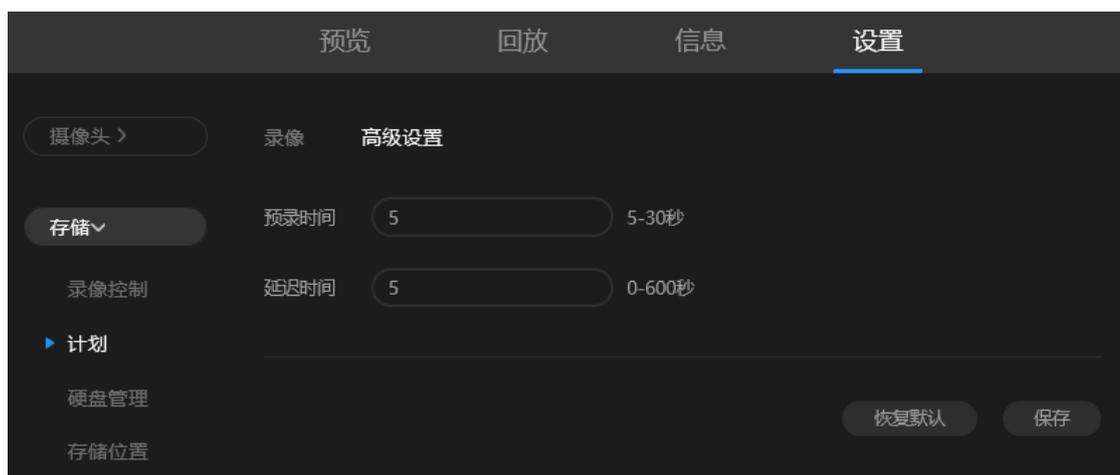 预览 回放 信息 设置
摄像头 >
录像 高级设置
存储
预录时间 5 5-30秒
录像控制
延迟时间 5 0-600秒
计划
硬盘管理
恢复默认 保存
存储位置